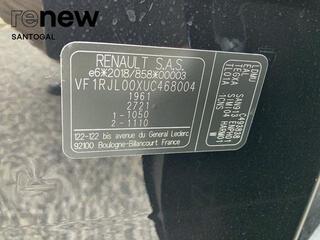 renew
SANTOGAL
RENAULT S.A.S.
e6*2018/858*00003
VF1RJL00XUC468004
1961
2721
1-1050
2-1110
122-122 bis avenue du Général Leclerc
92100 Boulogne-Billancourt France